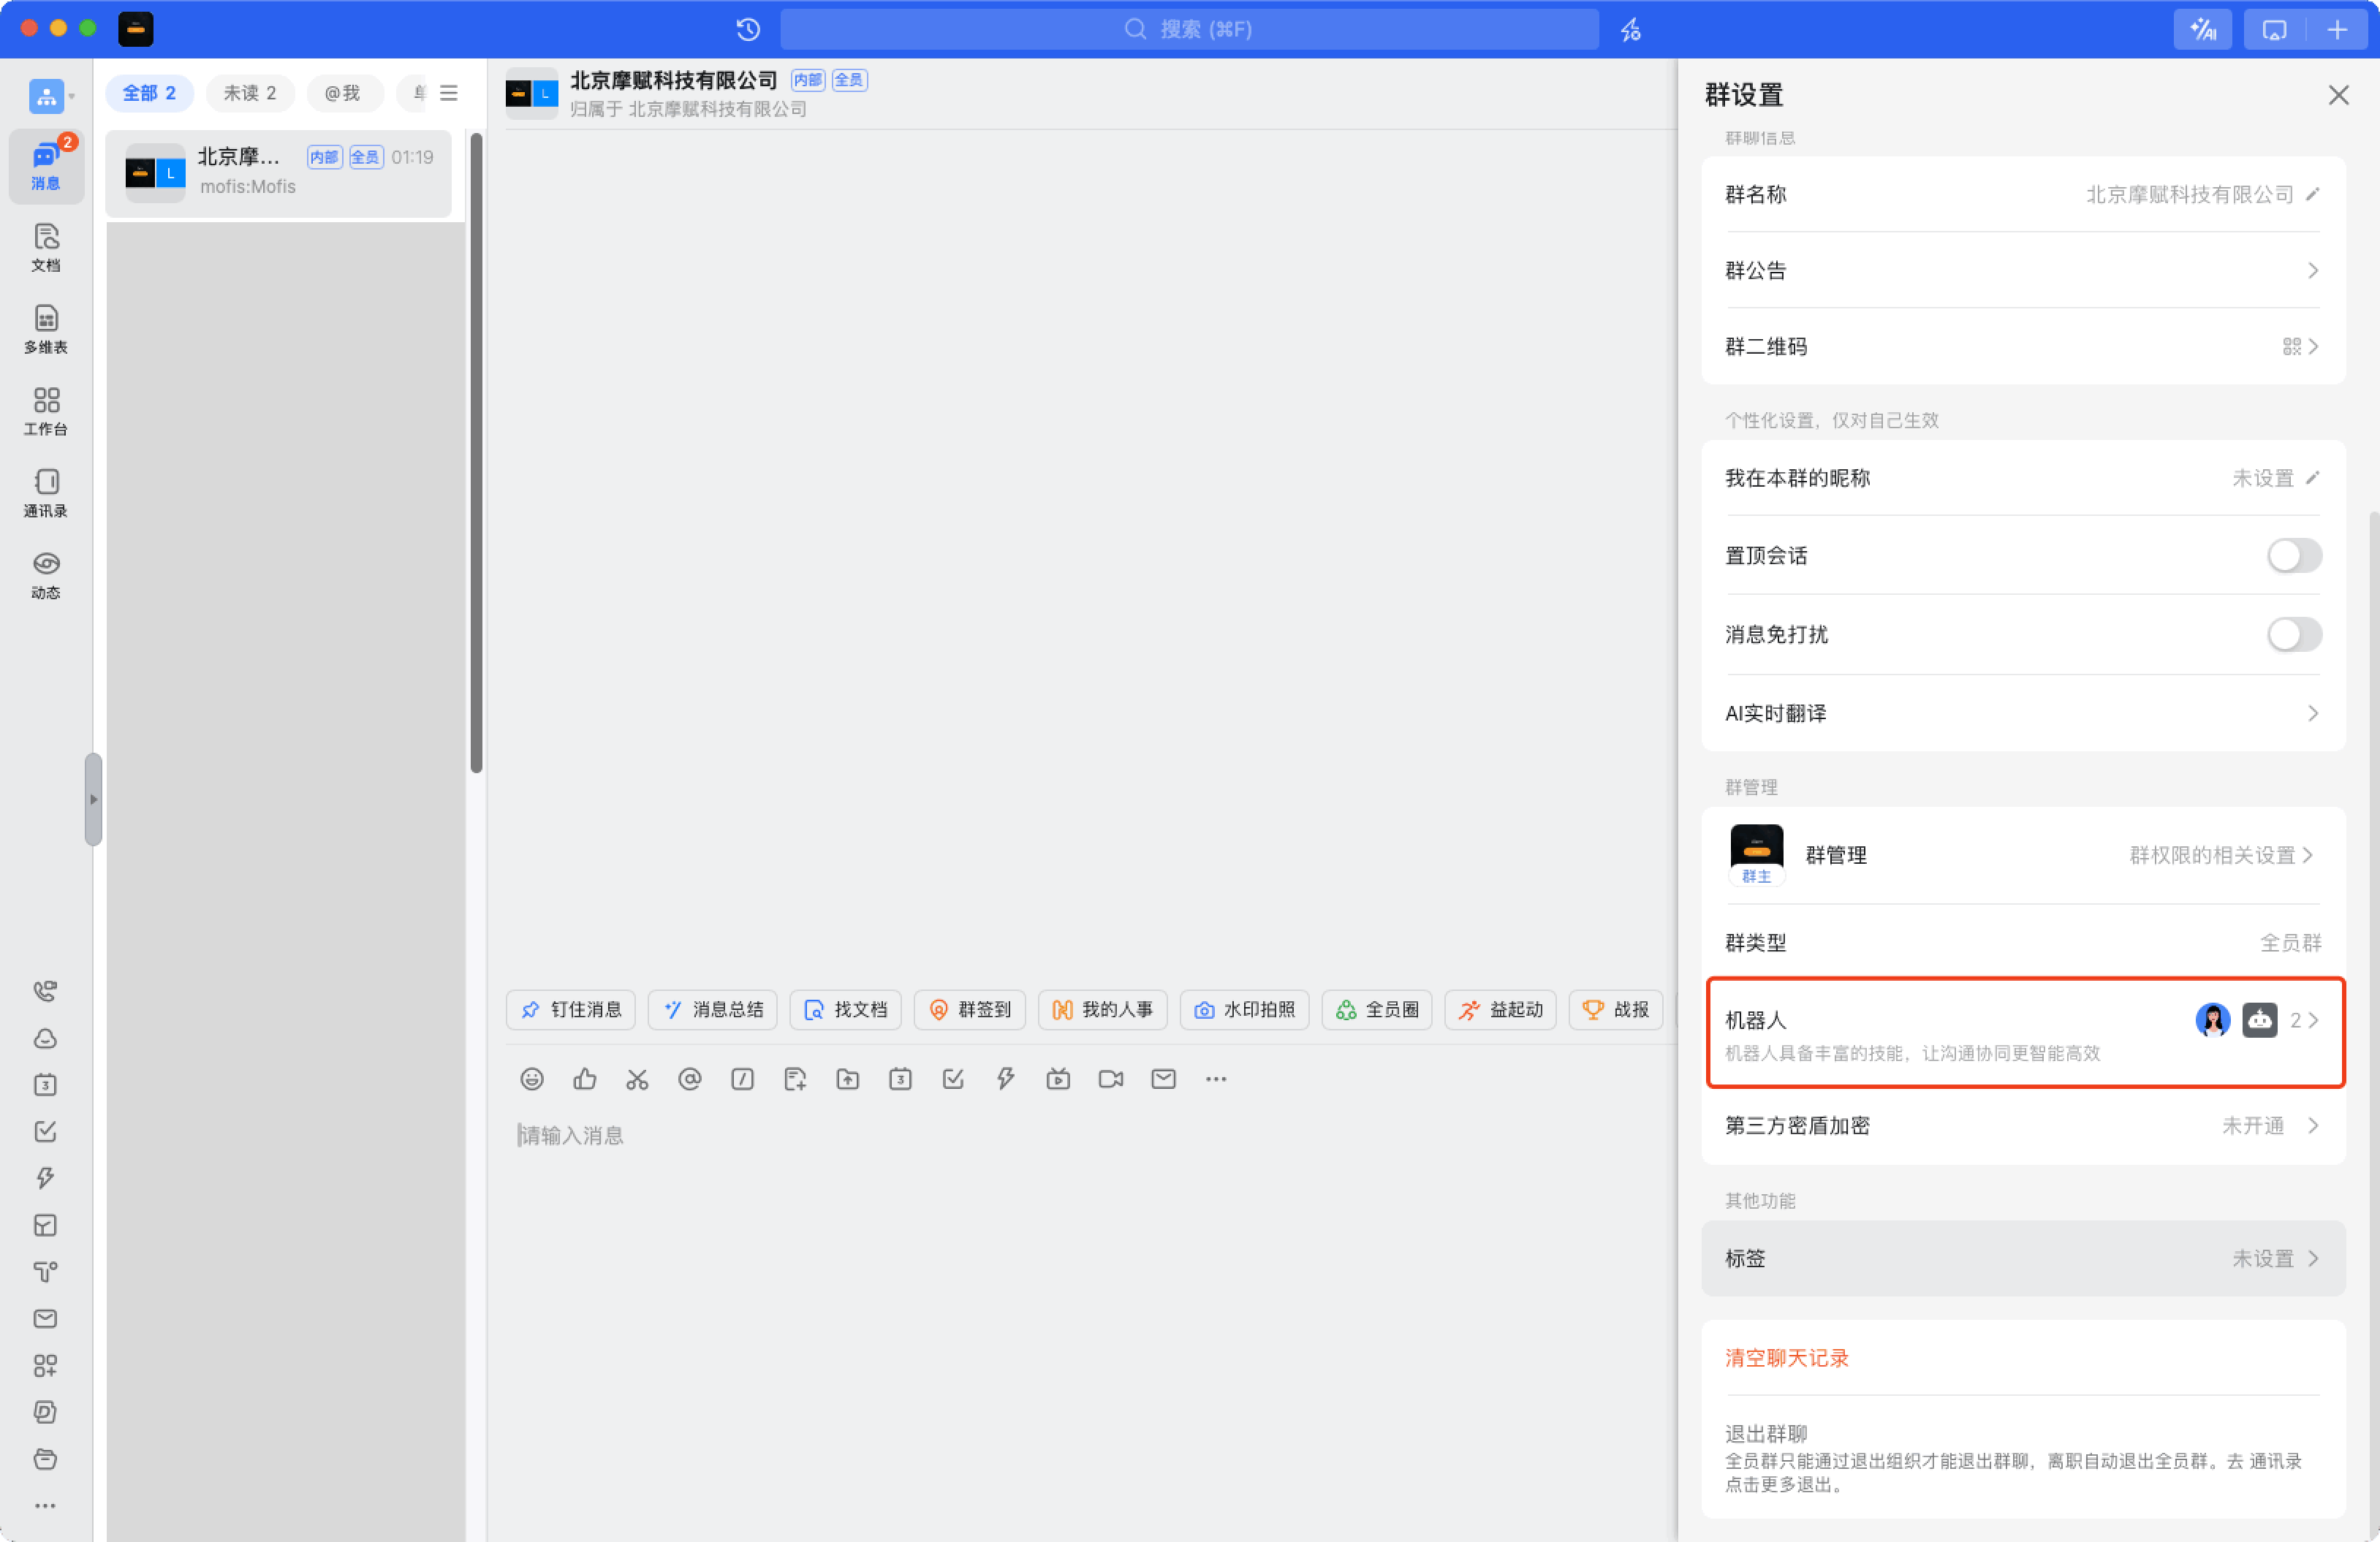 搜索 (⌘F)
AI
2
消息
文档
多维表
工作台
通讯录
动态
3
全部 2
未读 2
@我
北京摩... 内部 全员 01:19
L
mofis:Mofis
L
北京摩赋科技有限公司 内部 全员
归属于 北京摩赋科技有限公司
钉住消息
消息总结
找文档
群签到
我的人事
水印拍照
全员圈
益起动
战报
3
请输入消息
群设置
群聊信息
群名称 北京摩赋科技有限公司
群公告
群二维码
个性化设置，仅对自己生效
我在本群的昵称 未设置
置顶会话
消息免打扰
AI实时翻译
群管理
群主
群管理 群权限的相关设置
群类型 全员群
机器人 2
机器人具备丰富的技能，让沟通协同更智能高效
第三方密盾加密 未开通
其他功能
标签 未设置
清空聊天记录
退出群聊
全员群只能通过退出组织才能退出群聊，离职自动退出全员群。去 通讯录
点击更多退出。